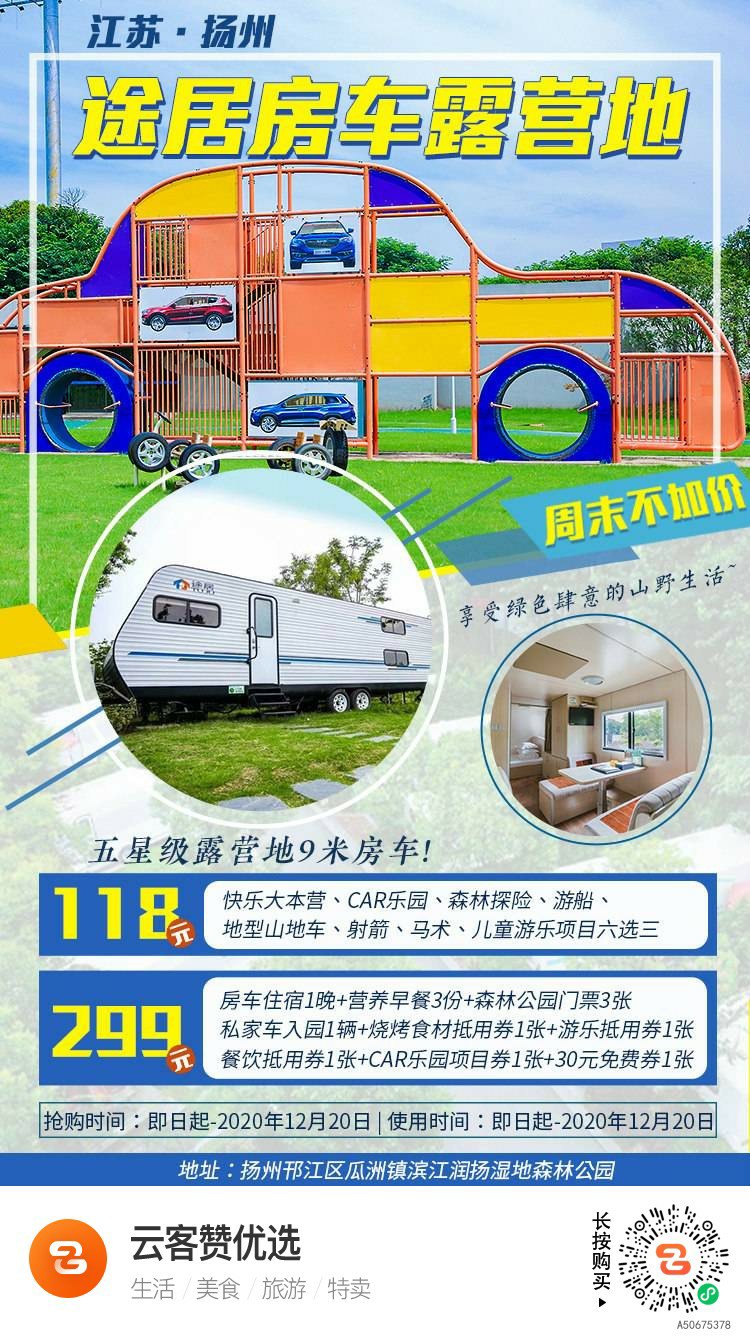 江苏·扬州
途居房车露营地
周末不加价
享受绿色肆意的山野生活~
途居
五星级露营地9米房车!
118元
快乐大本营、CAR乐园、森林探险、游船、
地型山地车、射箭、马术、儿童游乐项目六选三
299元
房车住宿1晚+营养早餐3份+森林公园门票3张
私家车入园1辆+烧烤食材抵用券1张+游乐抵用券1张
餐饮抵用券1张+CAR乐园项目券1张+30元免费券1张
抢购时间：即日起-2020年12月20日 | 使用时间：即日起-2020年12月20日
地址：扬州邗江区瓜洲镇滨江润扬湿地森林公园
云客赞优选
生活 / 美食 / 旅游 / 特卖
长按购买
A50675378